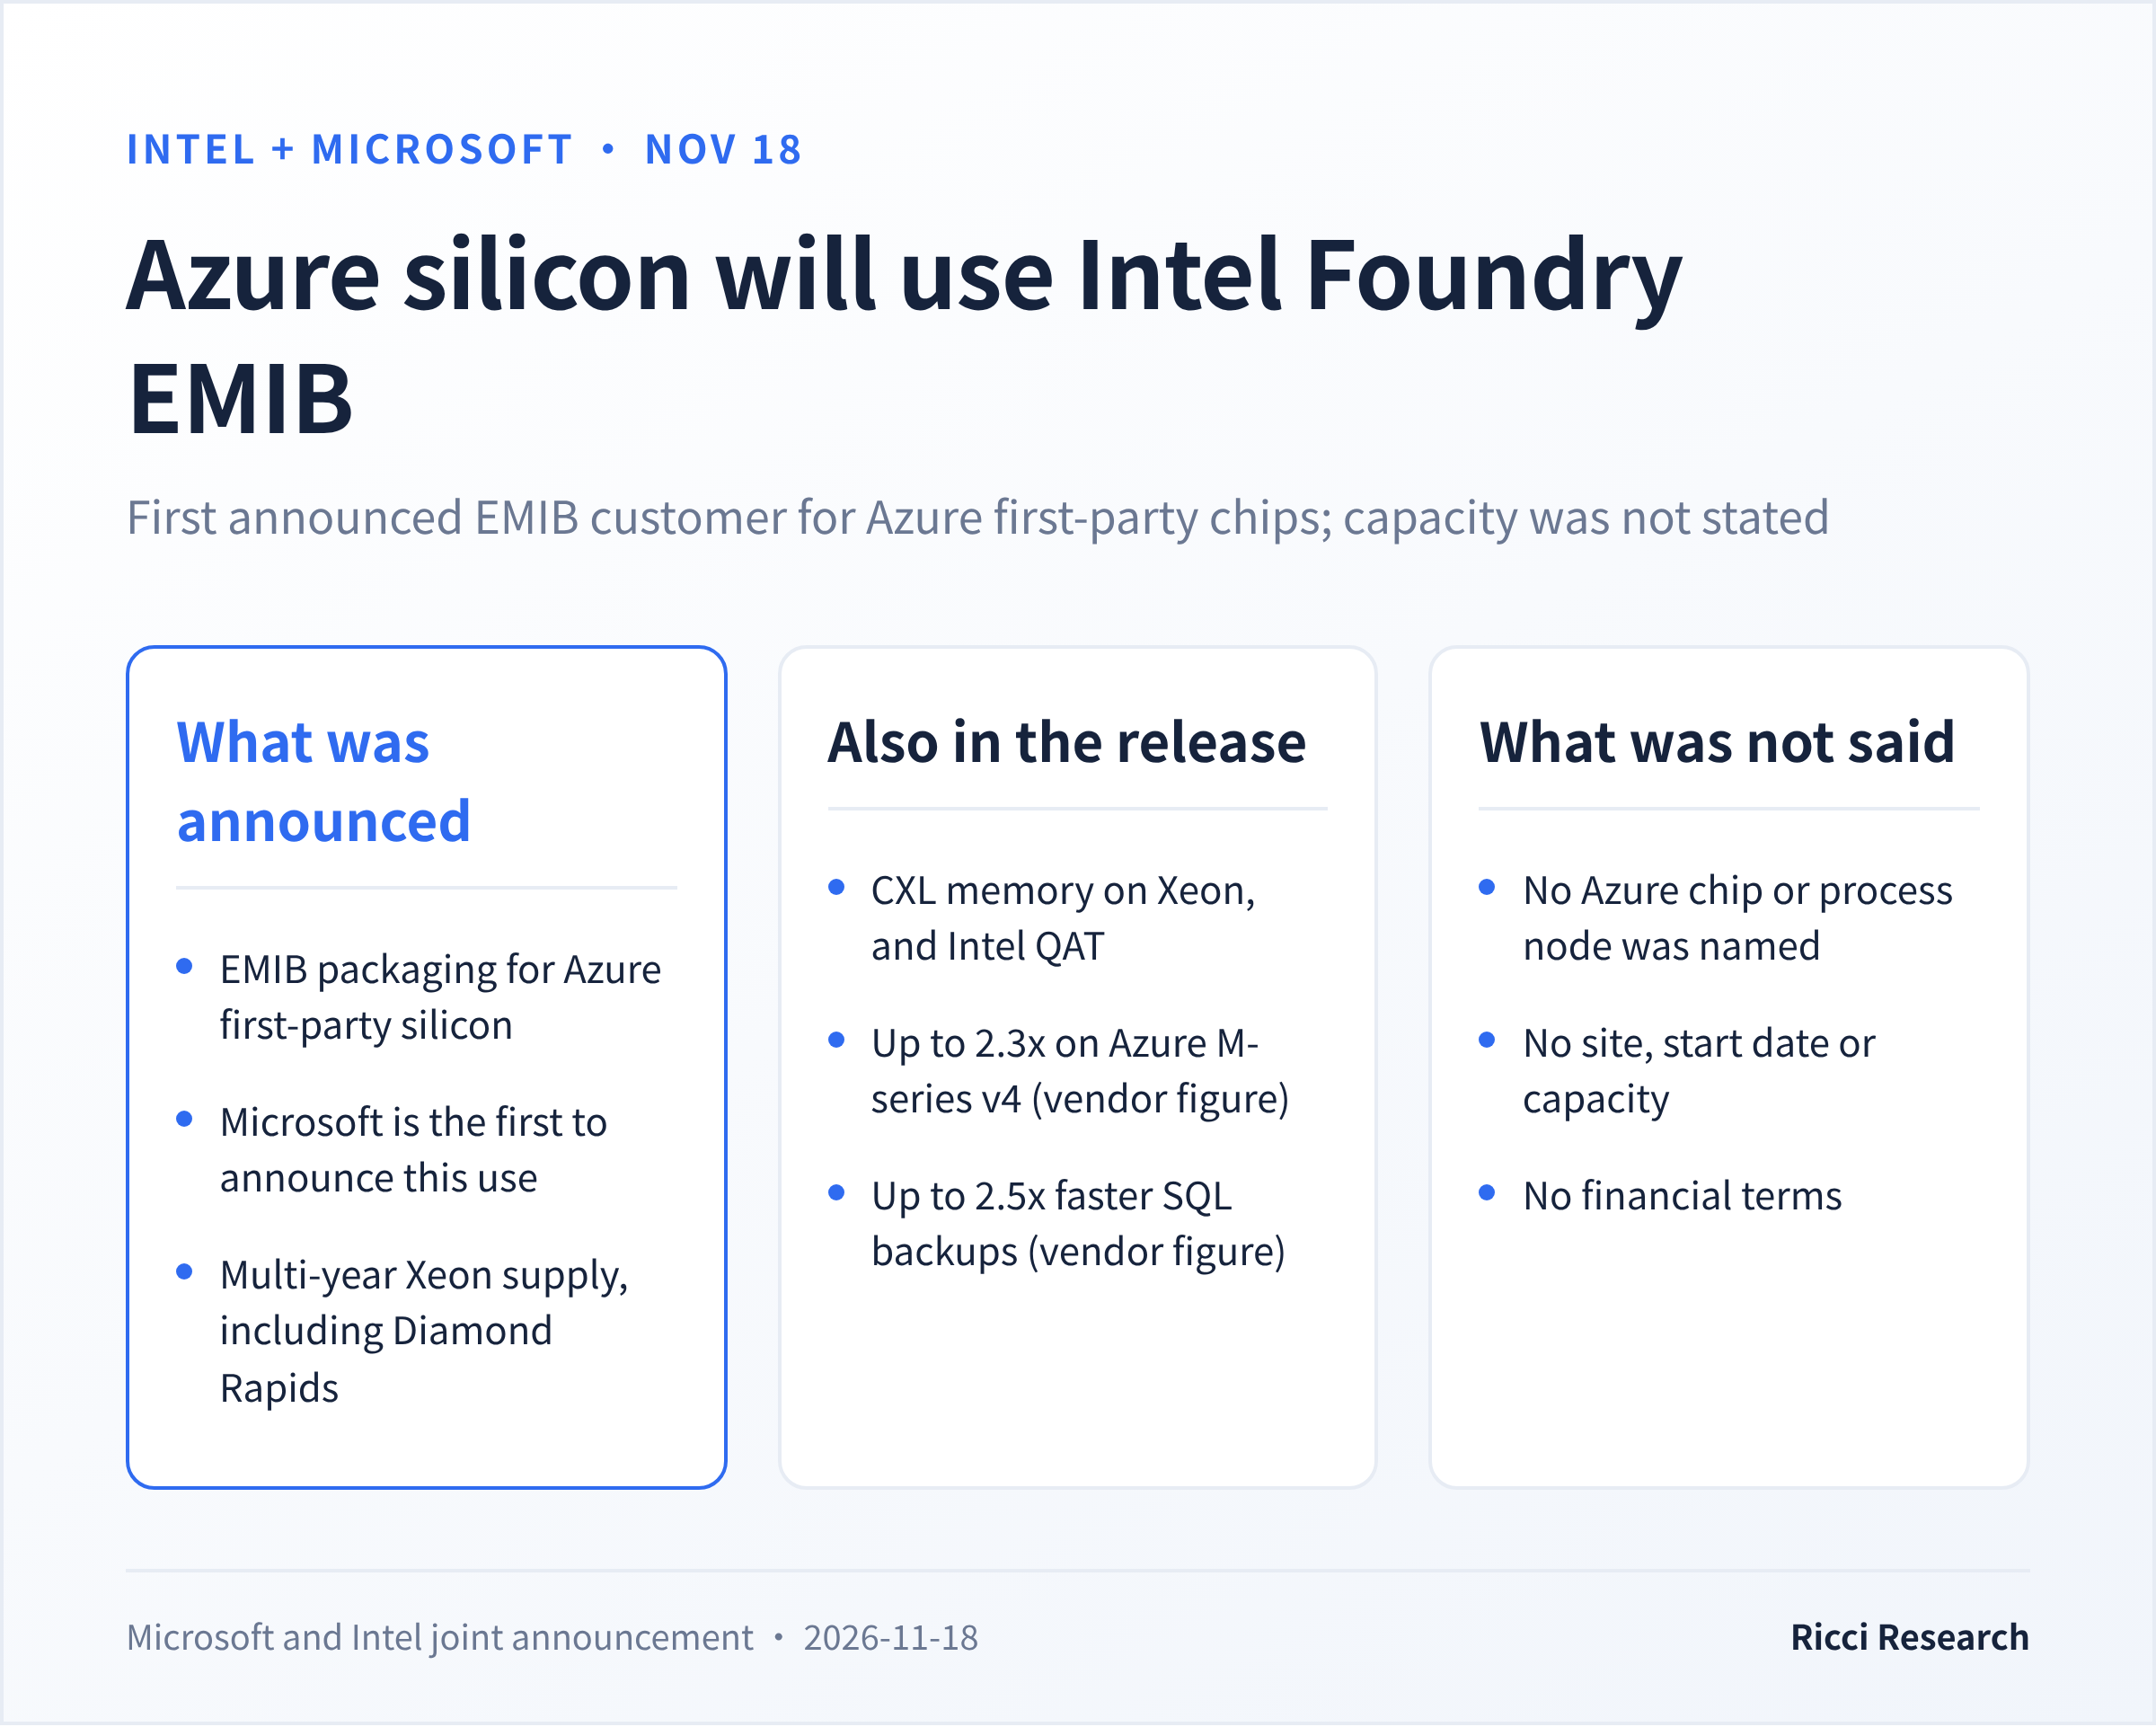 INTEL + MICROSOFT • NOV 18
Azure silicon will use Intel Foundry
EMIB
First announced EMIB customer for Azure first-party chips; capacity was not stated
What was
announced
• EMIB packaging for Azure
first-party silicon
• Microsoft is the first to
announce this use
• Multi-year Xeon supply,
including Diamond
Rapids
Also in the release
• CXL memory on Xeon,
and Intel QAT
• Up to 2.3x on Azure M-
series v4 (vendor figure)
• Up to 2.5x faster SQL
backups (vendor figure)
What was not said
• No Azure chip or process
node was named
• No site, start date or
capacity
• No financial terms
Microsoft and Intel joint announcement • 2026-11-18
Ricci Research